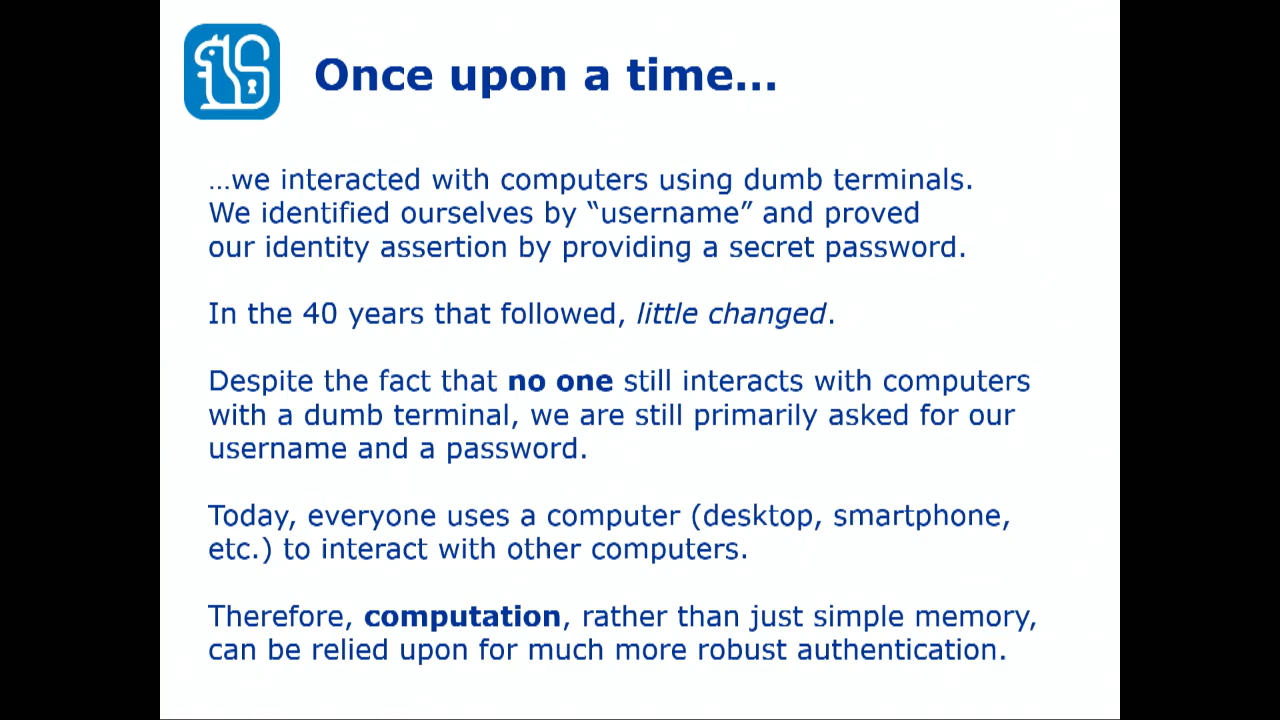 Once upon a time...
...we interacted with computers using dumb terminals.
We identified ourselves by “username” and proved
our identity assertion by providing a secret password.
In the 40 years that followed, little changed.
Despite the fact that no one still interacts with computers
with a dumb terminal, we are still primarily asked for our
username and a password.
Today, everyone uses a computer (desktop, smartphone,
etc.) to interact with other computers.
Therefore, computation, rather than just simple memory,
can be relied upon for much more robust authentication.